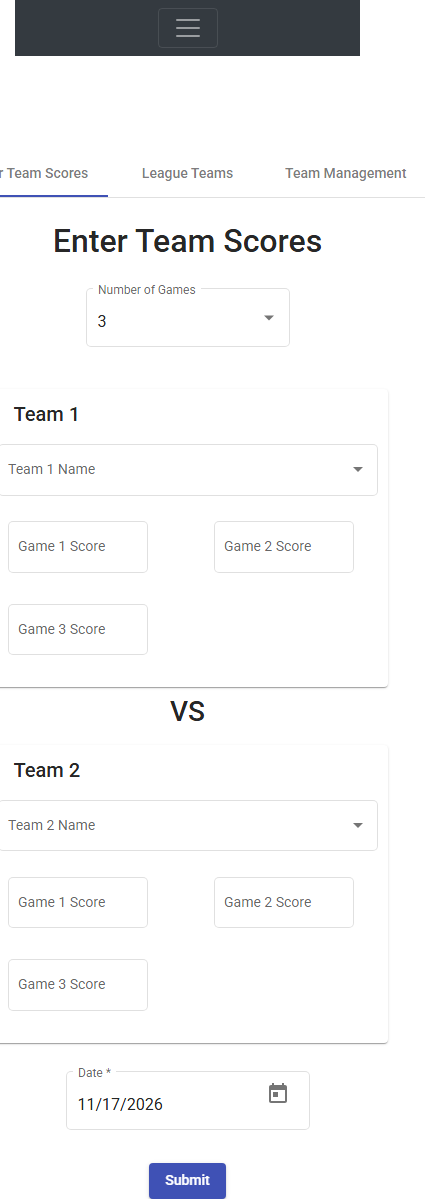 r Team Scores League Teams Team Management
Enter Team Scores
Number of Games
3
Team 1
Team 1 Name
Game 1 Score Game 2 Score
Game 3 Score
VS
Team 2
Team 2 Name
Game 1 Score Game 2 Score
Game 3 Score
Date *
11/17/2026
Submit